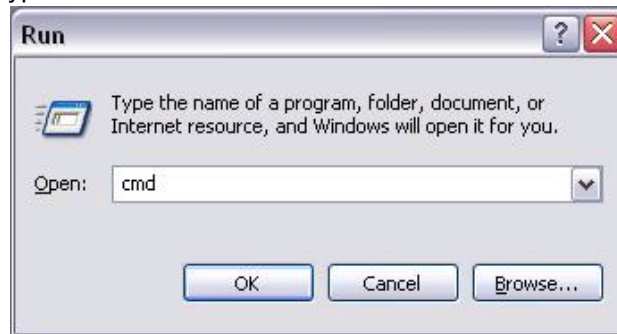 Run
Type the name of a program, folder, document, or
Internet resource, and Windows will open it for you.
Open: cmd
OK Cancel Browse...